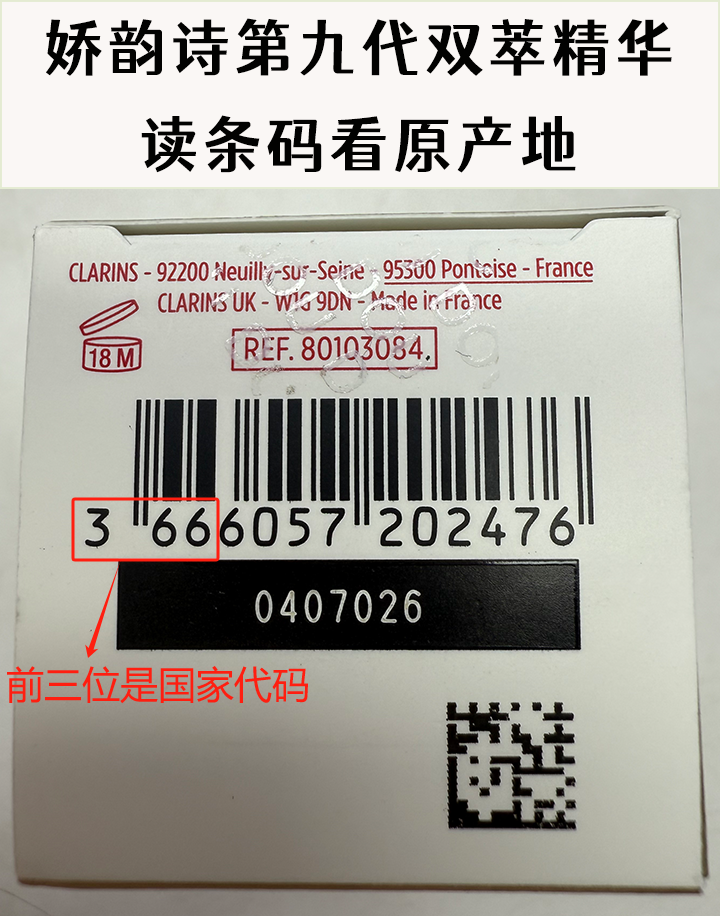 娇韵诗第九代双萃精华
读条码看原产地
CLARINS - 92200 Neuilly-sur-Seine - 95300 Pontoise - France
CLARINS UK - W1G 9DN - Made in France
18 M
REF. 80103084.
3 666057 202476
0407026
前三位是国家代码